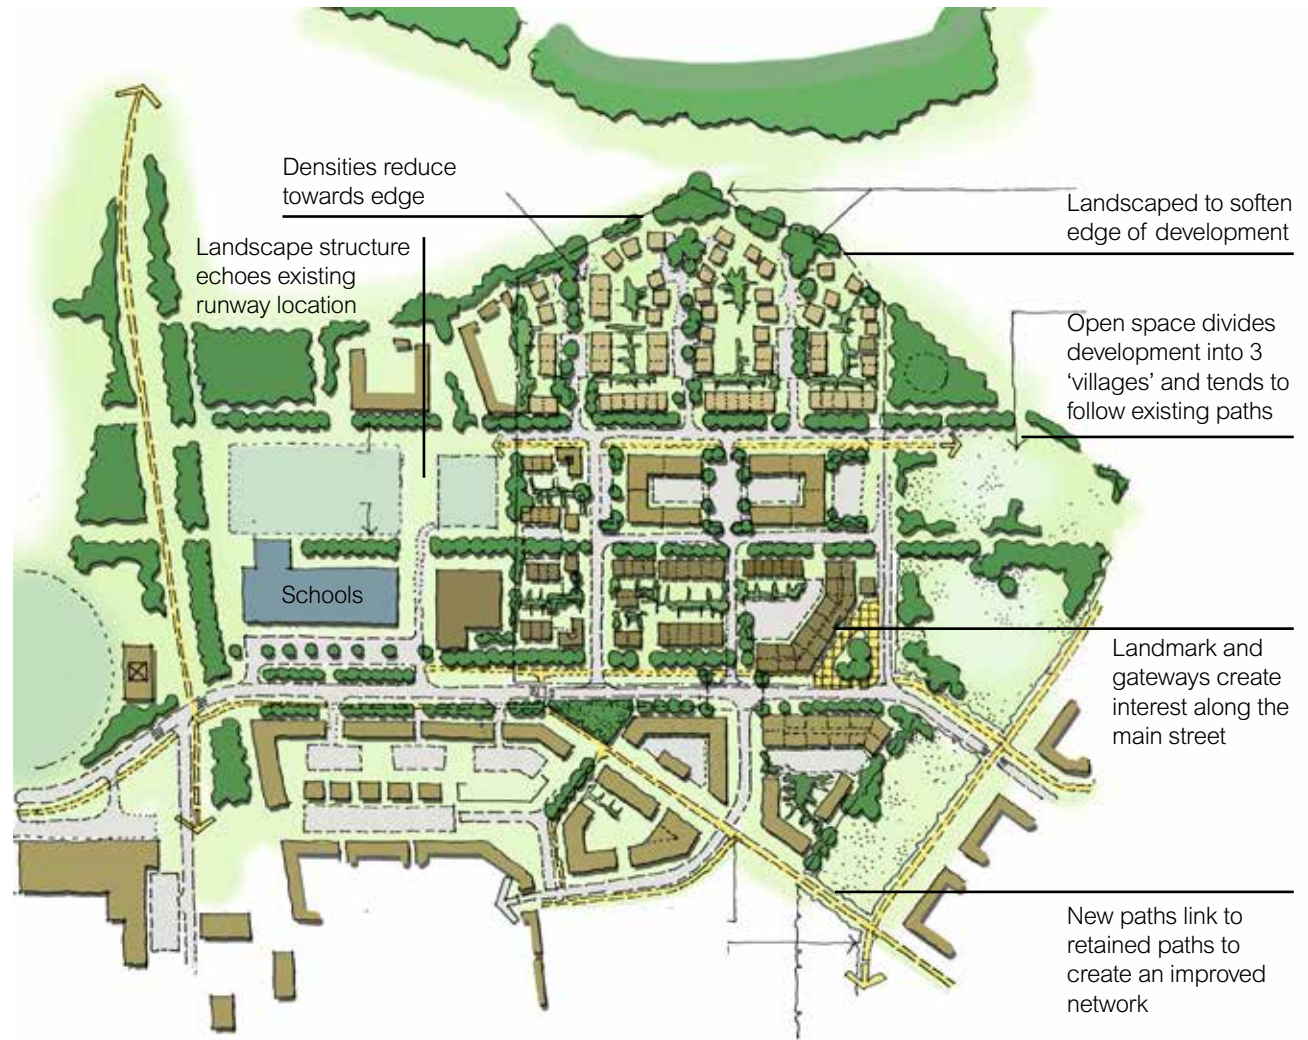 Densities reduce
towards edge
Landscape structure
echoes existing
runway location
Landscaped to soften
edge of development
Open space divides
development into 3
‘villages’ and tends to
follow existing paths
Schools
Landmark and
gateways create
interest along the
main street
New paths link to
retained paths to
create an improved
network